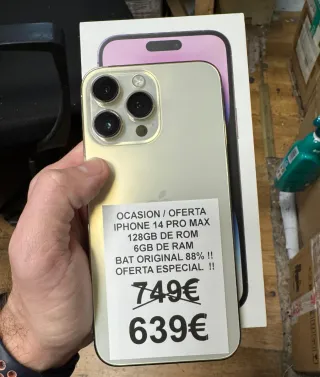 OCASION / OFERTA
IPHONE 14 PRO MAX
128GB DE ROM
6GB DE RAM
BAT ORIGINAL 88% !!
OFERTA ESPECIAL !!
749€
639€